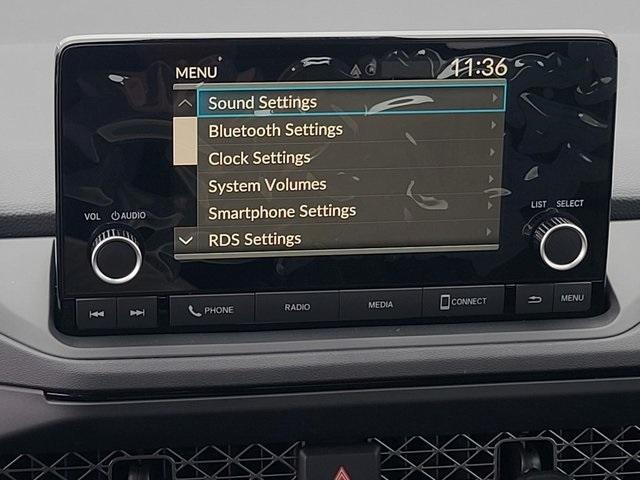 MENU 11:36
Sound Settings
Bluetooth Settings
Clock Settings
System Volumes
Smartphone Settings
RDS Settings
VOL AUDIO
LIST SELECT
PHONE RADIO MEDIA CONNECT MENU